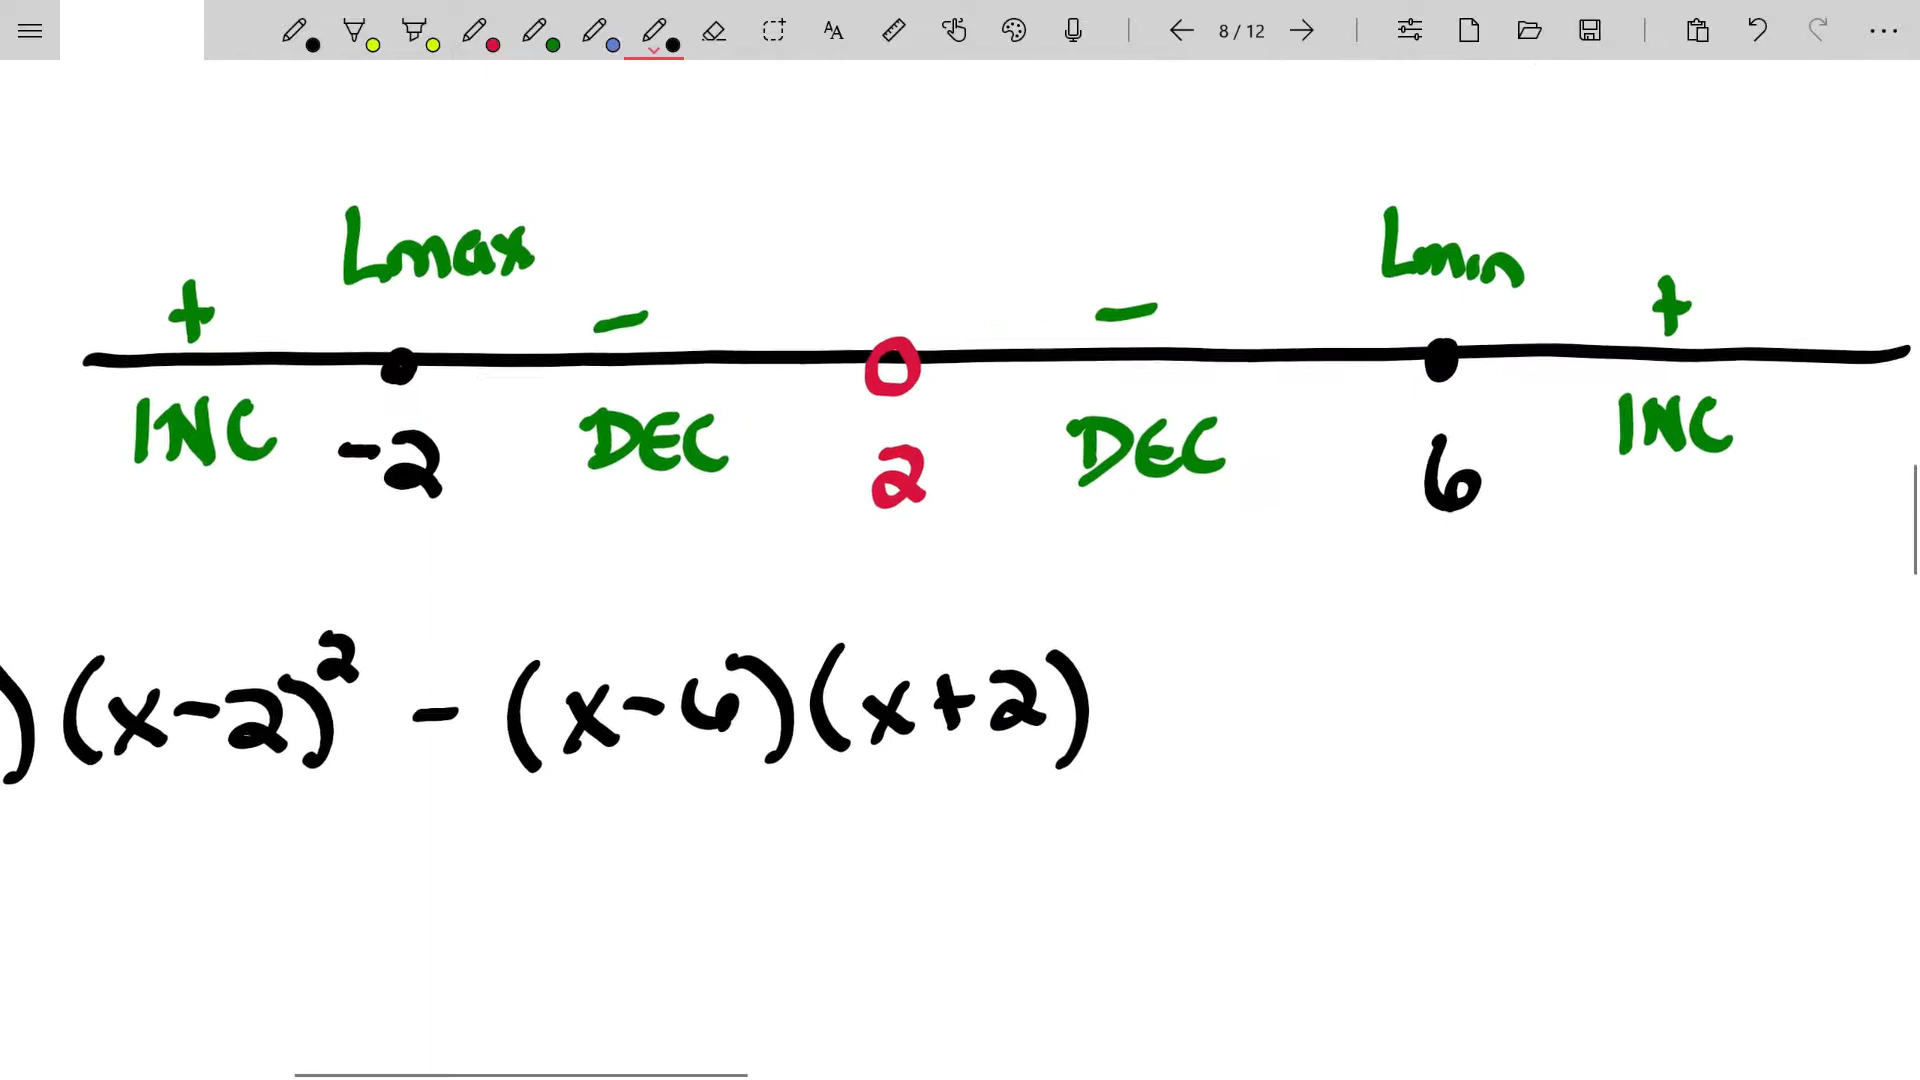 8 / 12
Lmax Lmin
+ - - +
INC DEC DEC INC
-2 2 6
)(x-2)² - (x-6)(x+2)